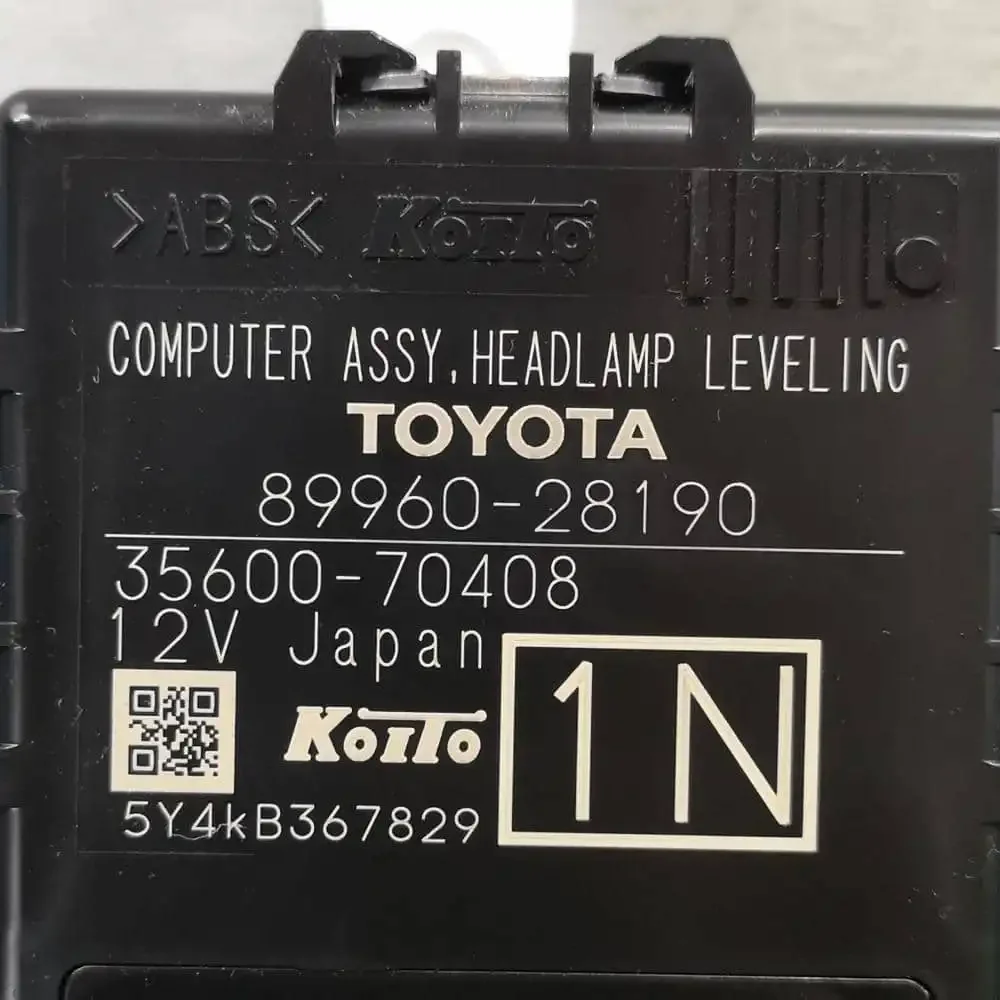 >ABS< KOITO
COMPUTER ASSY,HEADLAMP LEVELING
TOYOTA
89960-28190
35600-70408
12V Japan
KOITO
1N
5Y4kB367829